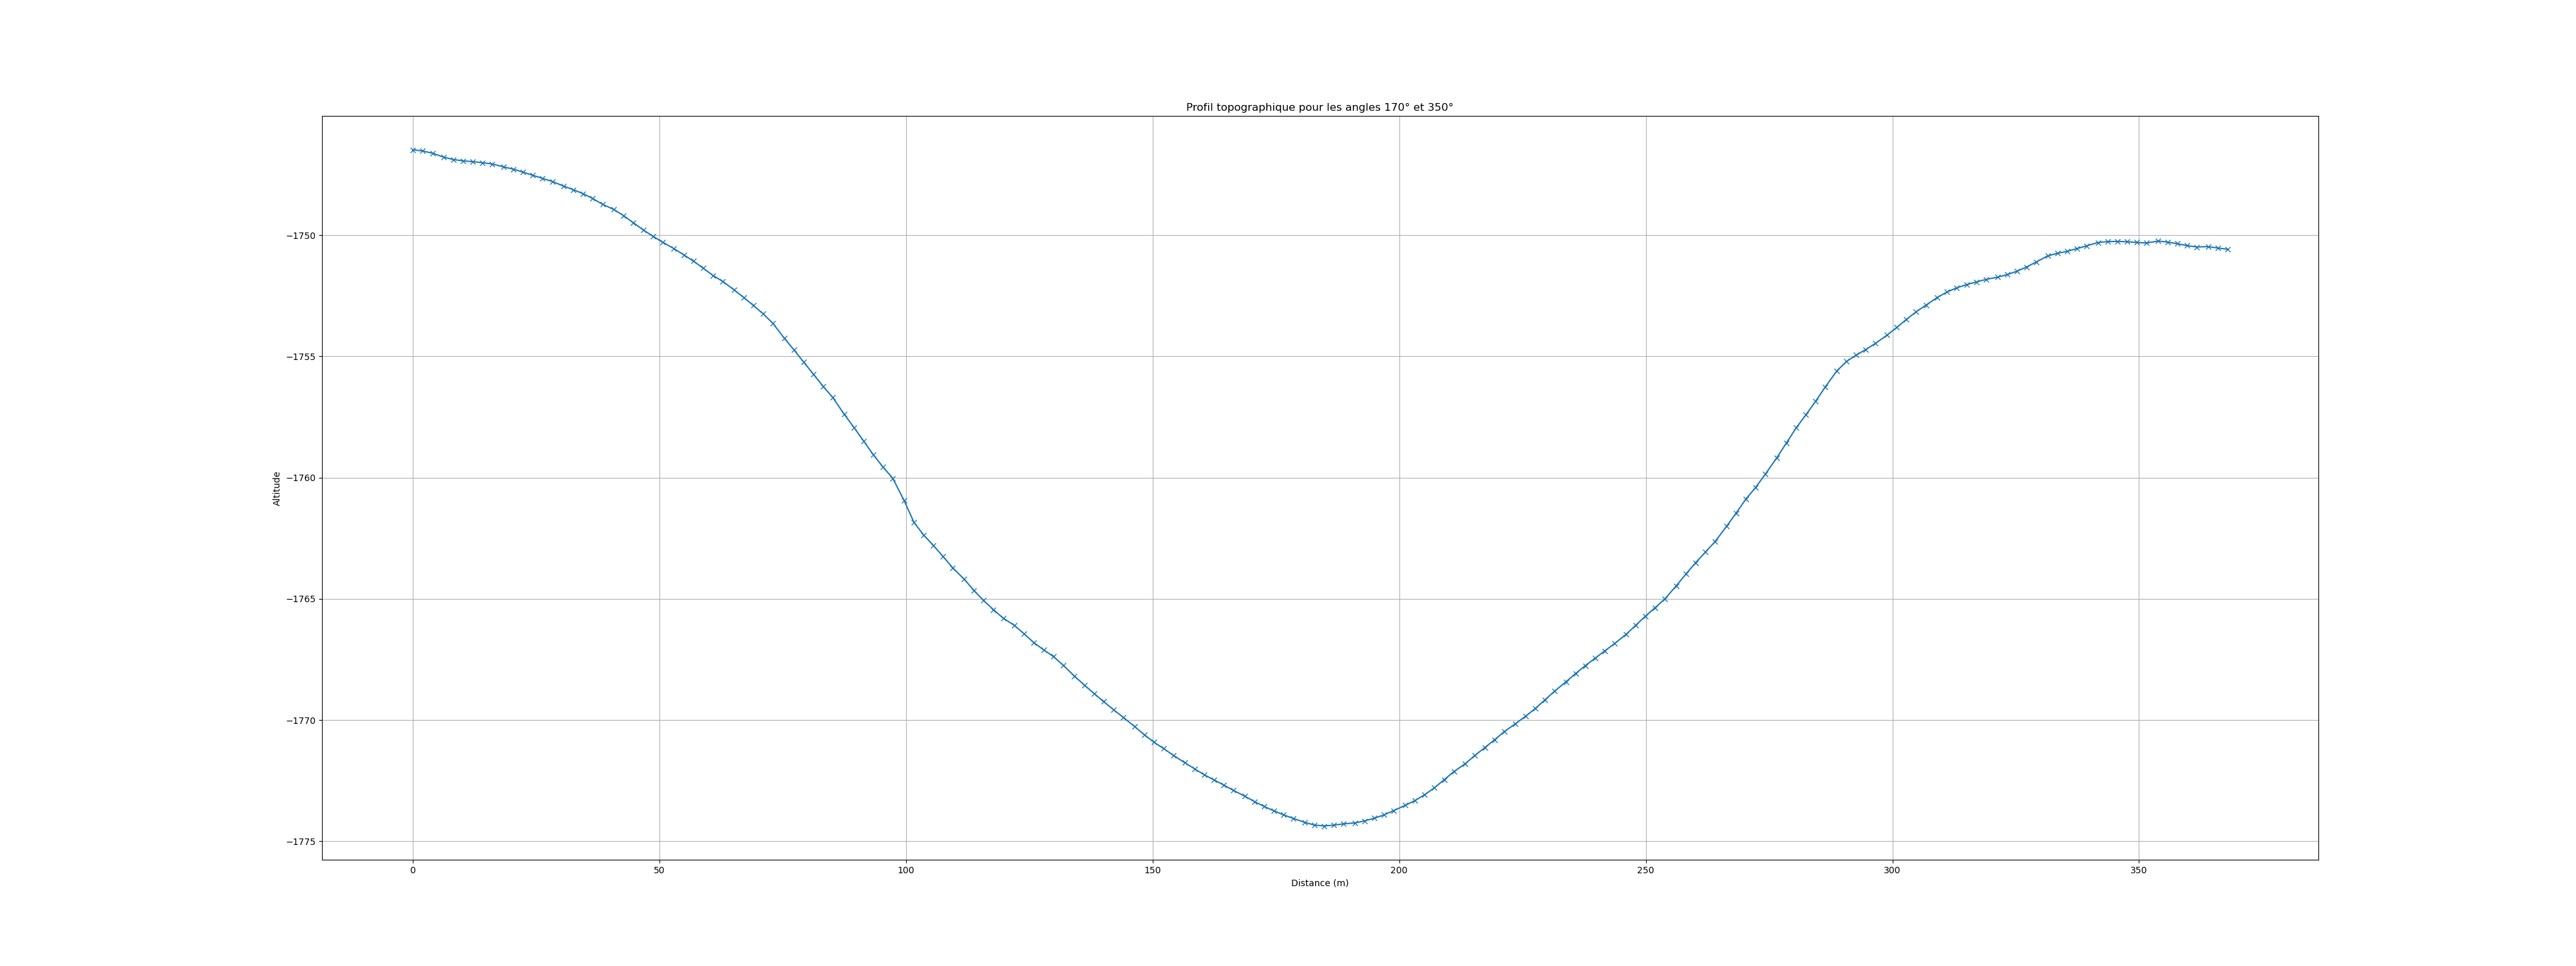 Profil topographique pour les angles 170° et 350°
Altitude
−1750
−1755
−1760
−1765
−1770
−1775
0 50 100 150 200 250 300 350
Distance (m)